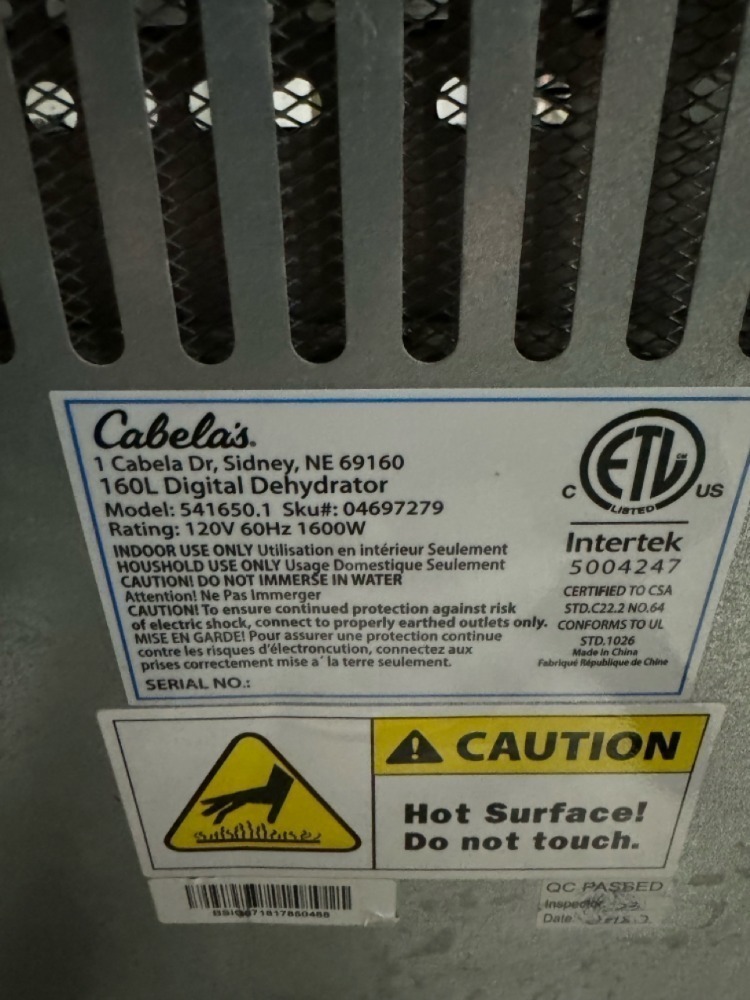 Cabela's.
1 Cabela Dr, Sidney, NE 69160
160L Digital Dehydrator
Model: 541650.1 Sku#: 04697279
Rating: 120V 60Hz 1600W
INDOOR USE ONLY Utilisation en intérieur Seulement
HOUSHOLD USE ONLY Usage Domestique Seulement
CAUTION! DO NOT IMMERSE IN WATER
Attention! Ne Pas Immerger
CAUTION! To ensure continued protection against risk
of electric shock, connect to properly earthed outlets only.
MISE EN GARDE! Pour assurer une protection continue
contre les risques d'électroncution, connectez aux
prises correctement mise a´ la terre seulement.
SERIAL NO.:
ETL CM
LISTED
C US
Intertek
5004247
CERTIFIED TO CSA
STD.C22.2 NO.64
CONFORMS TO UL
STD.1026
Made in China
Fabriqué République de Chine
CAUTION
Hot Surface!
Do not touch.
QC PASSED
Inspector 23
Date